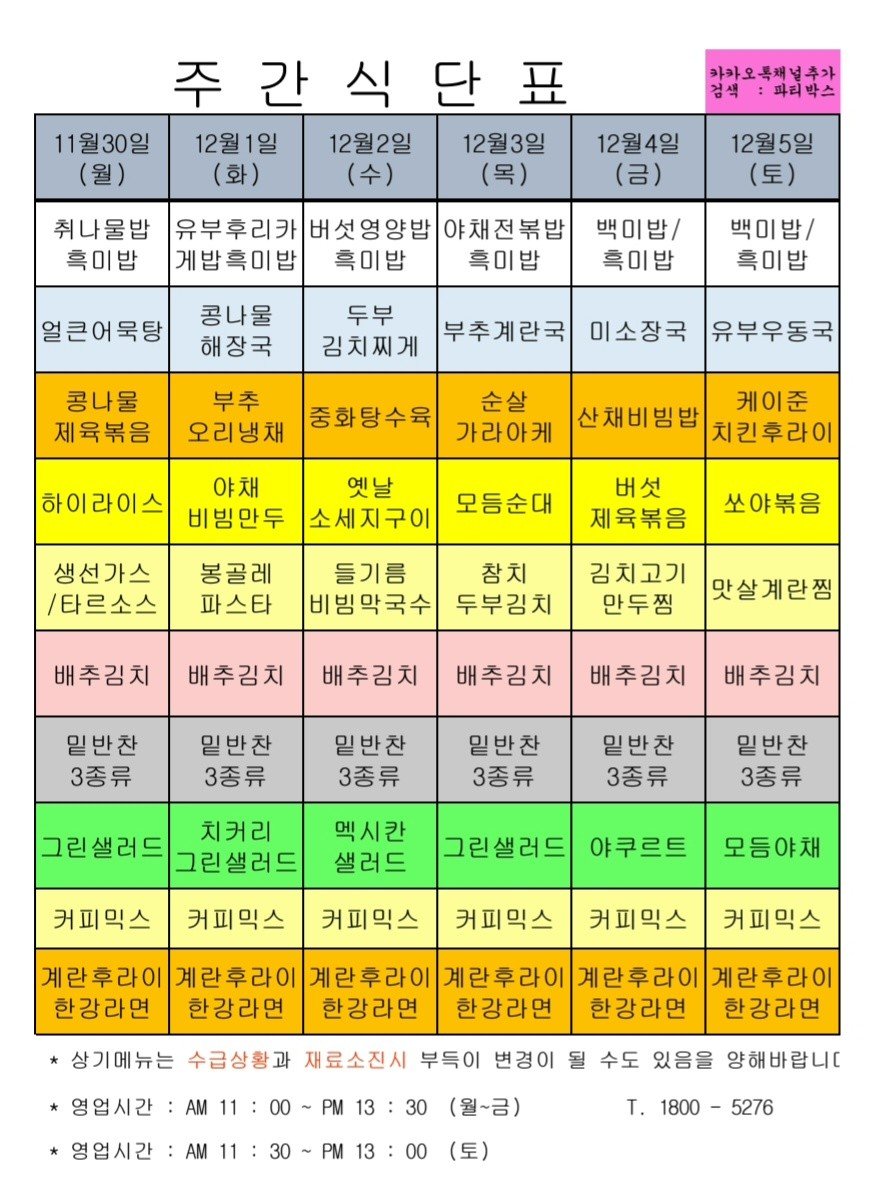 주 간 식 단 표
카카오톡채널추가
검색 : 파티박스
11월30일 12월1일 12월2일 12월3일 12월4일 12월5일
(월) (화) (수) (목) (금) (토)
취나물밥 유부후리카 버섯영양밥 야채전볶밥 백미밥/ 백미밥/
흑미밥 게밥흑미밥 흑미밥 흑미밥 흑미밥 흑미밥
얼큰어묵탕 콩나물 두부 부추계란국 미소장국 유부우동국
해장국 김치찌게
콩나물 부추 중화탕수육 순살 산채비빔밥 케이준
제육볶음 오리냉채 가라아케 치킨후라이
하이라이스 야채 옛날 모듬순대 버섯 쏘야볶음
비빔만두 소세지구이 제육볶음
생선가스 봉골레 들기름 참치 김치고기 맛살계란찜
/타르소스 파스타 비빔막국수 두부김치 만두찜
배추김치 배추김치 배추김치 배추김치 배추김치 배추김치
밑반찬 밑반찬 밑반찬 밑반찬 밑반찬 밑반찬
3종류 3종류 3종류 3종류 3종류 3종류
그린샐러드 치커리 멕시칸 그린샐러드 야쿠르트 모듬야채
그린샐러드 샐러드
커피믹스 커피믹스 커피믹스 커피믹스 커피믹스 커피믹스
계란후라이 계란후라이 계란후라이 계란후라이 계란후라이 계란후라이
한강라면 한강라면 한강라면 한강라면 한강라면 한강라면
* 상기메뉴는 수급상황과 재료소진시 부득이 변경이 될 수도 있음을 양해바랍니
* 영업시간 : AM 11 : 00 ~ PM 13 : 30 (월~금) T. 1800 - 5276
* 영업시간 : AM 11 : 30 ~ PM 13 : 00 (토)